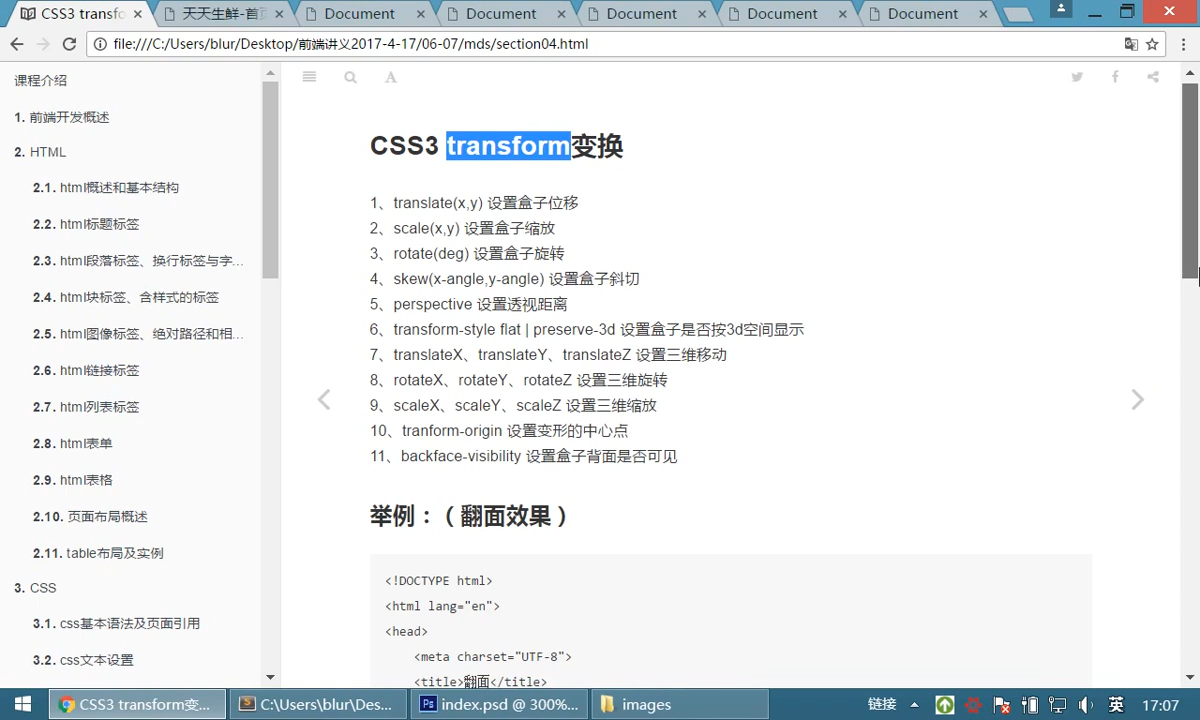 CSS3 transfo
天天生鲜-首页
Document
Document
Document
Document
Document
file:///C:/Users/blur/Desktop/前端讲义2017-4-17/06-07/mds/section04.html
课程介绍
1. 前端开发概述
2. HTML
2.1. html概述和基本结构
2.2. html标题标签
2.3. html段落标签、换行标签与字...
2.4. html块标签、含样式的标签
2.5. html图像标签、绝对路径和相...
2.6. html链接标签
2.7. html列表标签
2.8. html表单
2.9. html表格
2.10. 页面布局概述
2.11. table布局及实例
3. CSS
3.1. css基本语法及页面引用
3.2. css文本设置
A
CSS3 transform变换
1、translate(x,y) 设置盒子位移
2、scale(x,y) 设置盒子缩放
3、rotate(deg) 设置盒子旋转
4、skew(x-angle,y-angle) 设置盒子斜切
5、perspective 设置透视距离
6、transform-style flat | preserve-3d 设置盒子是否按3d空间显示
7、translateX、translateY、translateZ 设置三维移动
8、rotateX、rotateY、rotateZ 设置三维旋转
9、scaleX、scaleY、scaleZ 设置三维缩放
10、tranform-origin 设置变形的中心点
11、backface-visibility 设置盒子背面是否可见
举例：（翻面效果）
<!DOCTYPE html>
<html lang="en">
<head>
<meta charset="UTF-8">
<title>翻面</title>
CSS3 transform变...
C:\Users\blur\Des...
index.psd @ 300%...
images
链接
英
17:07